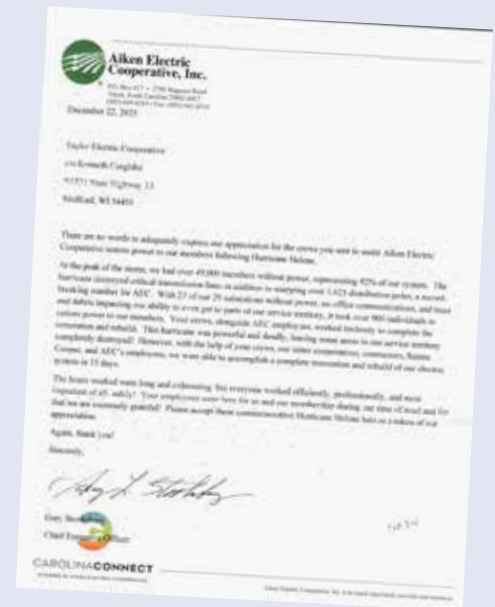 Aiken Electric
Cooperative, Inc.
December 22, 2025
Taylor Electric Cooperative
c/o Kenneth
State Highway 13
Medford, WI 54451
There are no words to adequately express our appreciation for the crews you sent to assist Aiken Electric
Cooperative restore power to our members following Hurricane Helene.
At the peak of the storm, we had over 49,000 members without power, representing 92% of our system. The
hurricane destroyed critical transmission lines in addition to snapping over 1,625 distribution poles, a record-
breaking number for AEC. With 25 of our 29 substations without power, no office communications, and trees
and debris impacting our ability to even get to parts of our service territory, it took over 900 individuals to
restore power to our members. Your crews, alongside AEC employees, worked tirelessly to complete the
restoration and rebuild. This hurricane was powerful and deadly, leaving some areas in our service territory
completely destroyed! However, with the help of your crews, our sister cooperatives, contractors, Santee
Cooper, and AEC's employees, we were able to accomplish a complete restoration and rebuild of our electric
system in 15 days.
The hours worked were long and exhausting, but everyone worked efficiently, professionally, and most
important of all, safely! Your employees were here for us and our membership during our time of need and for
that we are extremely grateful! Please accept these commemorative Hurricane Helene hats as a token of our
appreciation.
Again, thank you!
Sincerely,
Gary
Chief Executive Officer
CAROLINACONNECT